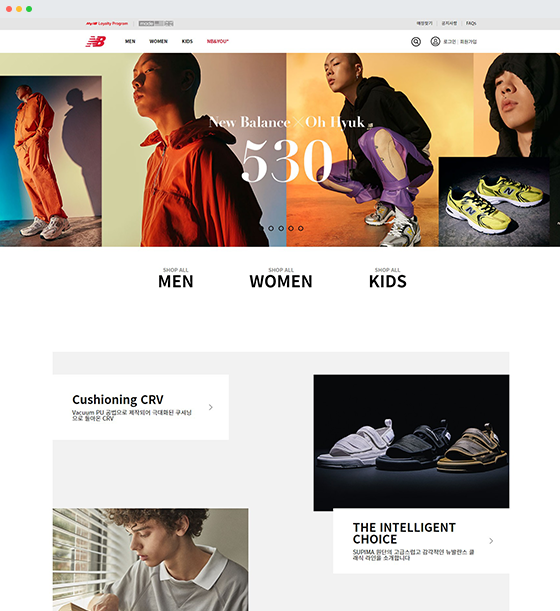 My NB Loyalty Program
매장찾기 | 공지사항 | FAQs
NB
MEN WOMEN KIDS NB&YOU
로그인 | 회원가입
New Balance × Oh Hyuk
530
SHOP ALL
MEN
SHOP ALL
WOMEN
SHOP ALL
KIDS
Cushioning CRV
Vacuum PU 공법으로 제작되어 극대화된 쿠셔닝
으로 돌아온 CRV
THE INTELLIGENT
CHOICE
SUPIMA 원단의 고급스럽고 감각적인 뉴발란스 클
래식 라인을 소개합니다